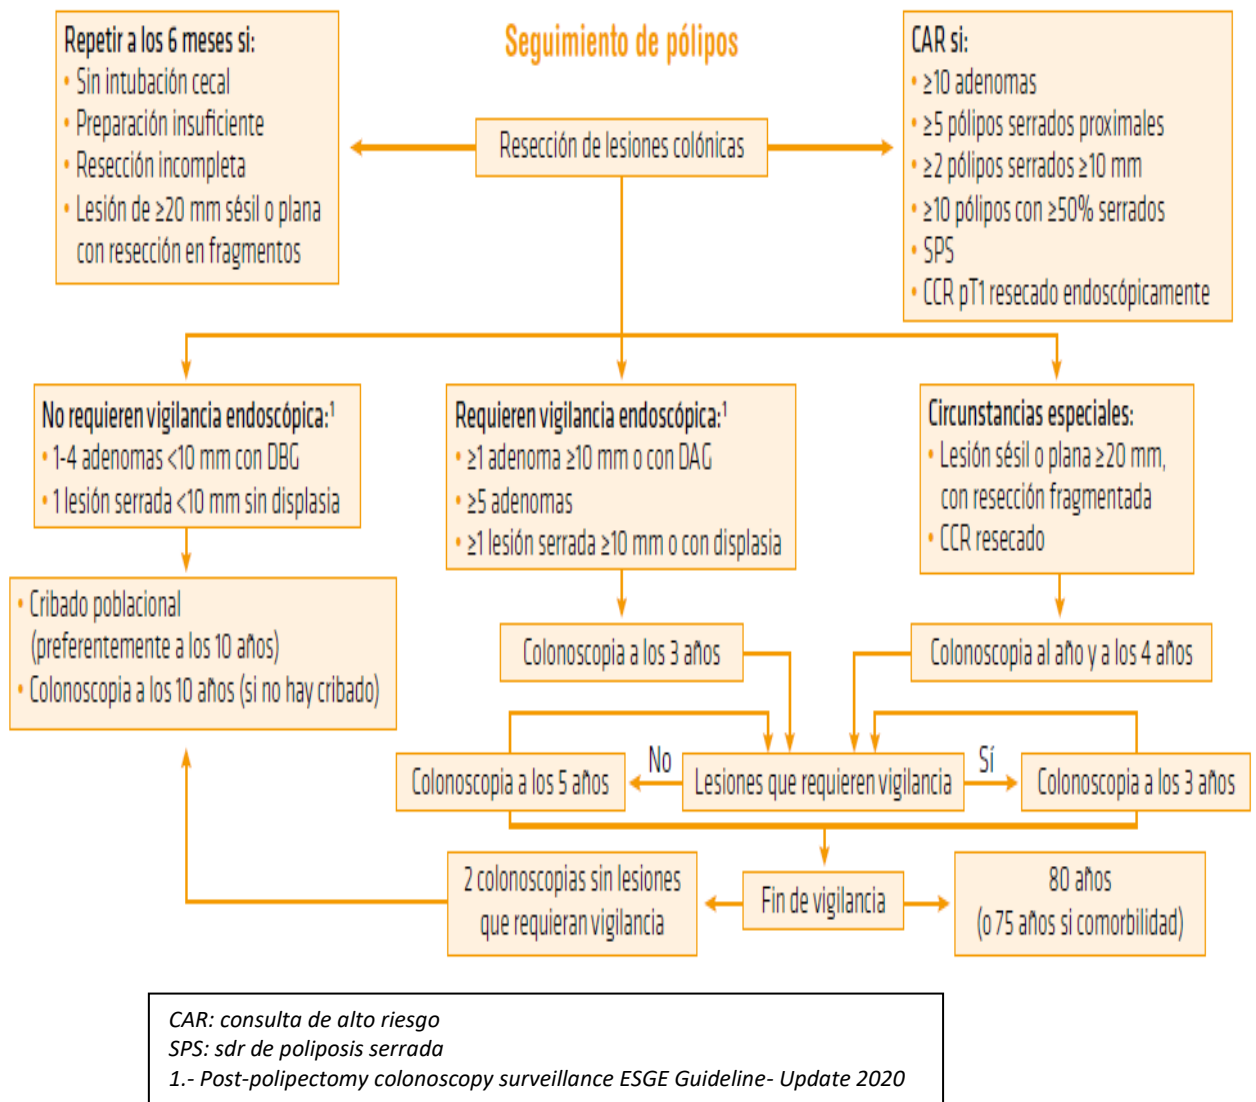 Seguimiento de pólipos
Repetir a los 6 meses si:
• Sin intubación cecal
• Preparación insuficiente
• Resección incompleta
• Lesión de ≥20 mm sésil o plana
con resección en fragmentos
Resección de lesiones colónicas
CAR si:
• ≥10 adenomas
• ≥5 pólipos serrados proximales
• ≥2 pólipos serrados ≥10 mm
• ≥10 pólipos con ≥50% serrados
• SPS
• CCR pT1 resecado endoscópicamente
No requieren vigilancia endoscópica:¹
• 1-4 adenomas <10 mm con DBG
• 1 lesión serrada <10 mm sin displasia
Requieren vigilancia endoscópica:¹
• ≥1 adenoma ≥10 mm o con DAG
• ≥5 adenomas
• ≥1 lesión serrada ≥10 mm o con displasia
Circunstancias especiales:
• Lesión sésil o plana ≥20 mm,
con resección fragmentada
• CCR resecado
• Cribado poblacional
(preferentemente a los 10 años)
• Colonoscopia a los 10 años (si no hay cribado)
Colonoscopia a los 3 años
Colonoscopia al año y a los 4 años
Colonoscopia a los 5 años
No
Lesiones que requieren vigilancia
Sí
Colonoscopia a los 3 años
2 colonoscopias sin lesiones
que requieran vigilancia
Fin de vigilancia
80 años
(o 75 años si comorbilidad)
CAR: consulta de alto riesgo
SPS: sdr de poliposis serrada
1.- Post-polipectomy colonoscopy surveillance ESGE Guideline- Update 2020